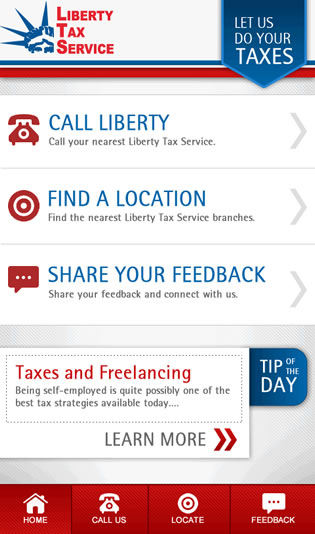 LIBERTY
TAX
SERVICE
LET US
DO YOUR
TAXES
CALL LIBERTY
Call your nearest Liberty Tax Service.
FIND A LOCATION
Find the nearest Liberty Tax Service branches.
SHARE YOUR FEEDBACK
Share your feedback and connect with us.
Taxes and Freelancing
Being self-employed is quite possibly one of the
best tax strategies available today....
LEARN MORE
TIP OF THE
DAY
HOME
CALL US
LOCATE
FEEDBACK